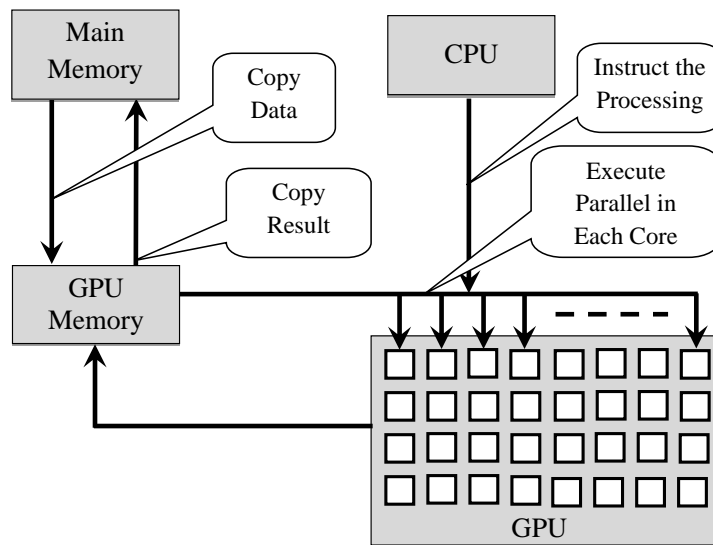 Main
Memory
CPU
Copy
Data
Instruct the
Processing
Copy
Result
Execute
Parallel in
Each Core
GPU
Memory
GPU